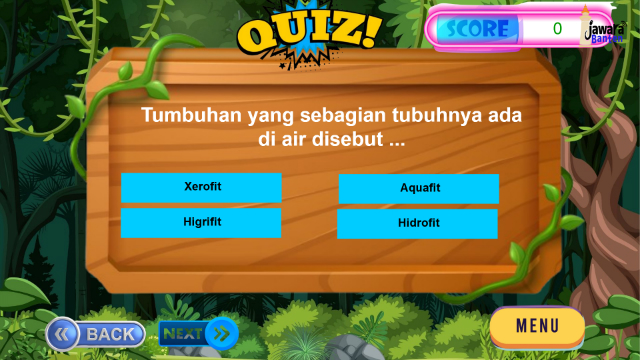 QUIZ!
SCORE 0
jawara
Banten
Tumbuhan yang sebagian tubuhnya ada
di air disebut ...
Xerofit
Aquafit
Higrifit
Hidrofit
BACK
NEXT
MENU